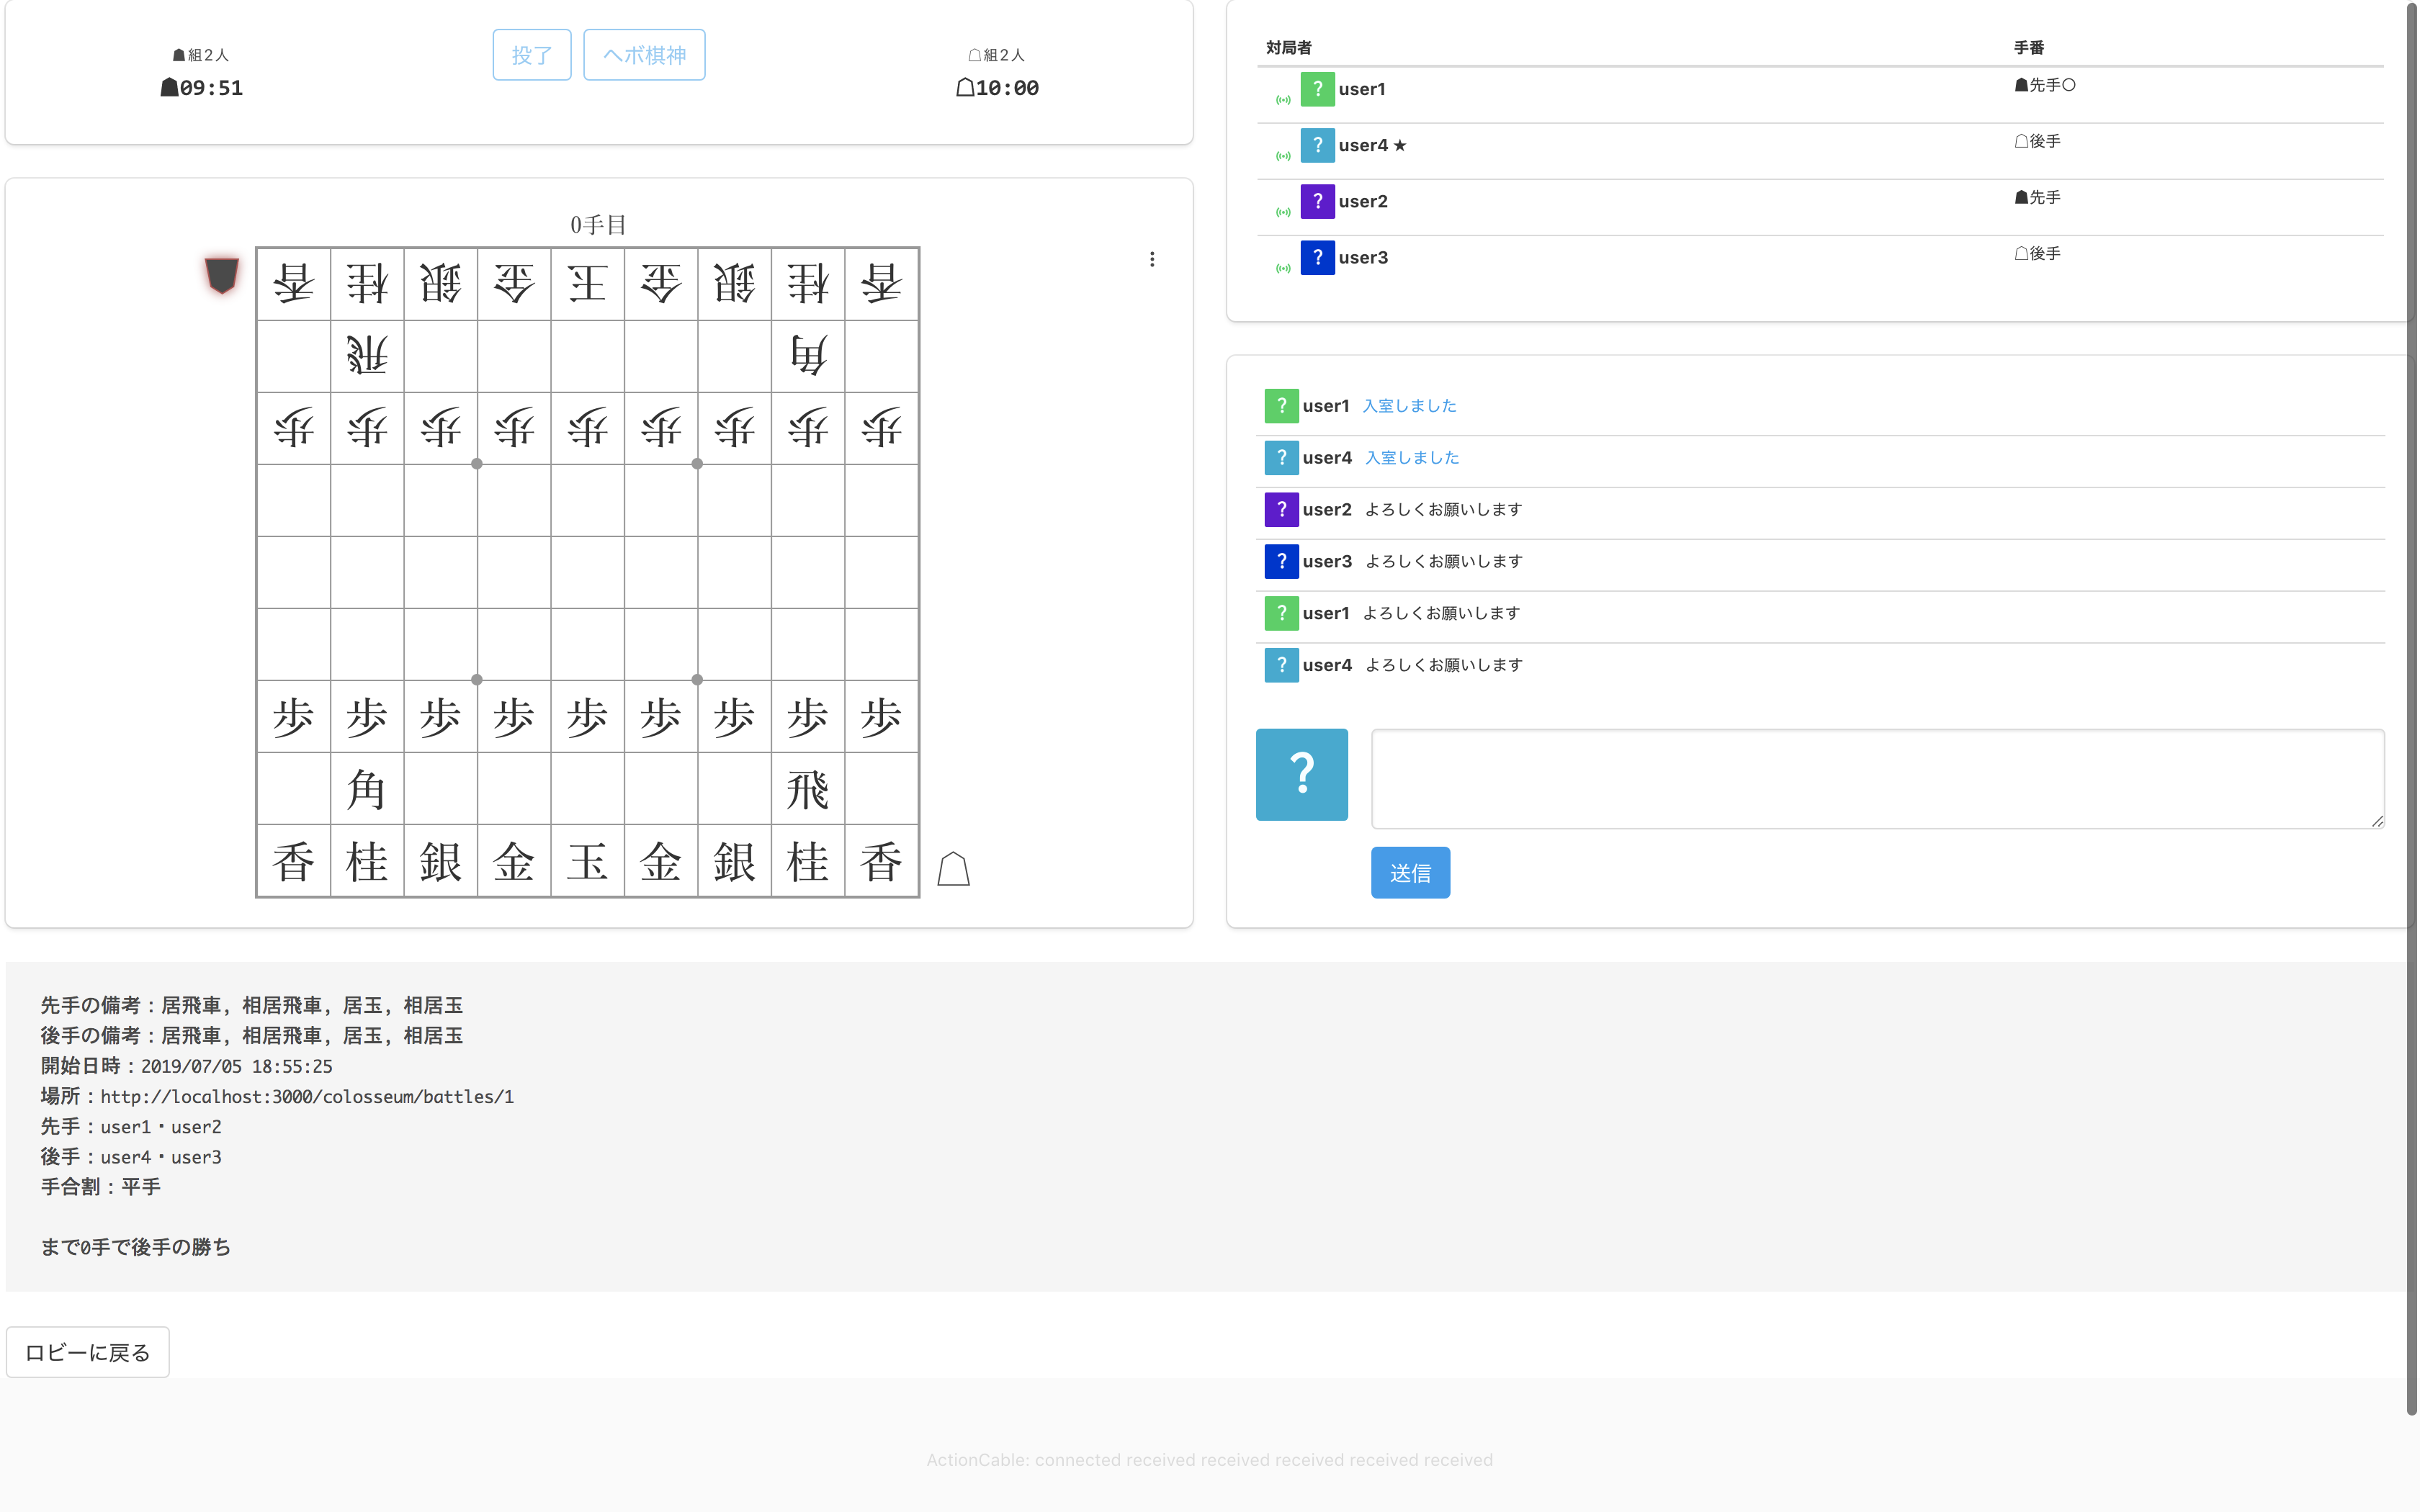 ☗組2人
☗09:51
投了
ヘボ棋神
☖組2人
☖10:00
0手目
香 桂 銀 金 王 金 銀 桂 香
飛 角
歩 歩 歩 歩 歩 歩 歩 歩 歩
歩 歩 歩 歩 歩 歩 歩 歩 歩
角 飛
香 桂 銀 金 玉 金 銀 桂 香
対局者 手番
? user1 ☗先手○
? user4 ★ ☖後手
? user2 ☗先手
? user3 ☖後手
? user1 入室しました
? user4 入室しました
? user2 よろしくお願いします
? user3 よろしくお願いします
? user1 よろしくお願いします
? user4 よろしくお願いします
?
送信
先手の備考：居飛車, 相居飛車, 居玉, 相居玉
後手の備考：居飛車, 相居飛車, 居玉, 相居玉
開始日時：2019/07/05 18:55:25
場所：http://localhost:3000/colosseum/battles/1
先手：user1・user2
後手：user4・user3
手合割：平手
まで0手で後手の勝ち
ロビーに戻る
ActionCable: connected received received received received received